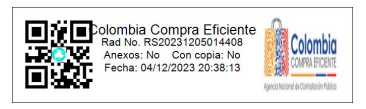 Colombia Compra Eficiente
Rad No. RS20231205014408
Anexos: No Con copia: No
Fecha: 04/12/2023 20:38:13
Colombia
COMPRA EFICIENTE
Agencia Nacional de Contratación Pública